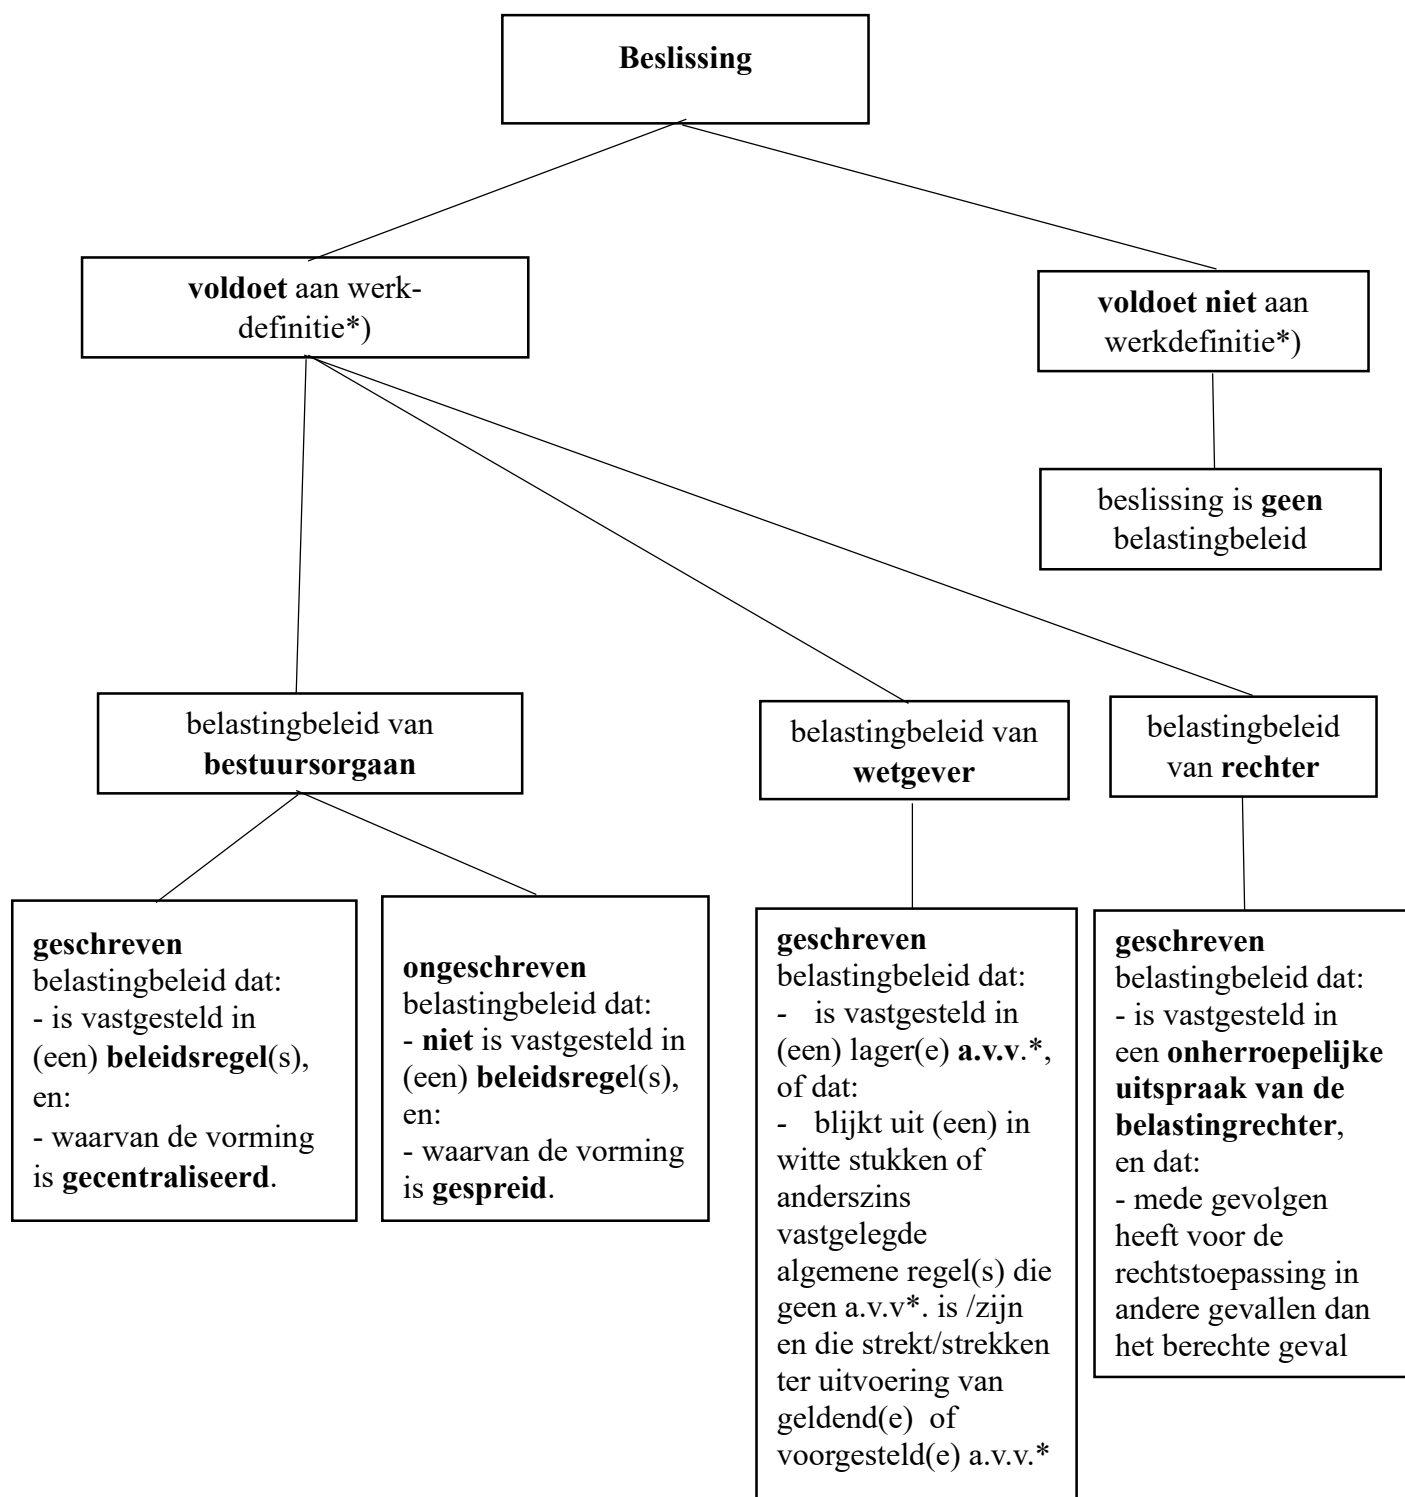 Beslissing
voldoet aan werk-
definitie*)
voldoet niet aan
werkdefinitie*)
beslissing is geen
belastingbeleid
belastingbeleid van
bestuursorgaan
belastingbeleid van
wetgever
belastingbeleid
van rechter
geschreven
belastingbeleid dat:
- is vastgesteld in
(een) beleidsregel(s),
en:
- waarvan de vorming
is gecentraliseerd.
ongeschreven
belastingbeleid dat:
- niet is vastgesteld in
(een) beleidsregel(s),
en:
- waarvan de vorming
is gespreid.
geschreven
belastingbeleid dat:
- is vastgesteld in
(een) lager(e) a.v.v.*,
of dat:
- blijkt uit (een) in
witte stukken of
anderszins
vastgelegde
algemene regel(s) die
geen a.v.v*. is /zijn
en die strekt/strekken
ter uitvoering van
geldend(e) of
voorgesteld(e) a.v.v.*
geschreven
belastingbeleid dat:
- is vastgesteld in
een onherroepelijke
uitspraak van de
belastingrechter,
en dat:
- mede gevolgen
heeft voor de
rechtstoepassing in
andere gevallen dan
het berechte geval